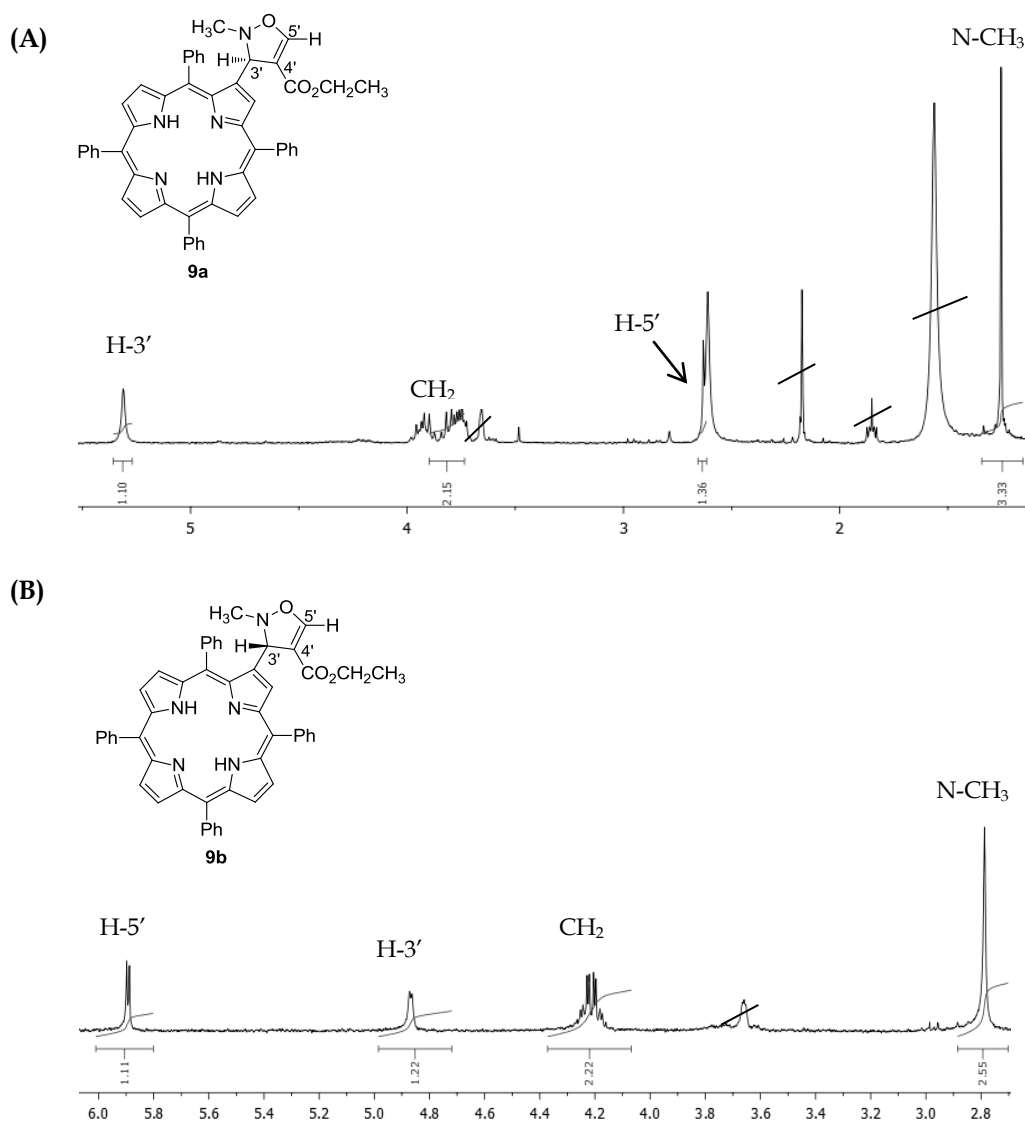 (A)
H₃C
N
O
5'
H
H
3'
4'
CO₂CH₂CH₃
Ph
NH
N
Ph
Ph
N
HN
Ph
9a
N-CH₃
H-5′
H-3′
CH₂
1.10
2.15
1.36
3.33
5
4
3
2
(B)
H₃C
N
O
5'
H
H
3'
4'
CO₂CH₂CH₃
Ph
NH
N
Ph
Ph
N
HN
Ph
9b
N-CH₃
H-5′
H-3′
CH₂
1.11
1.22
2.22
2.55
6.0 5.8 5.6 5.4 5.2 5.0 4.8 4.6 4.4 4.2 4.0 3.8 3.6 3.4 3.2 3.0 2.8